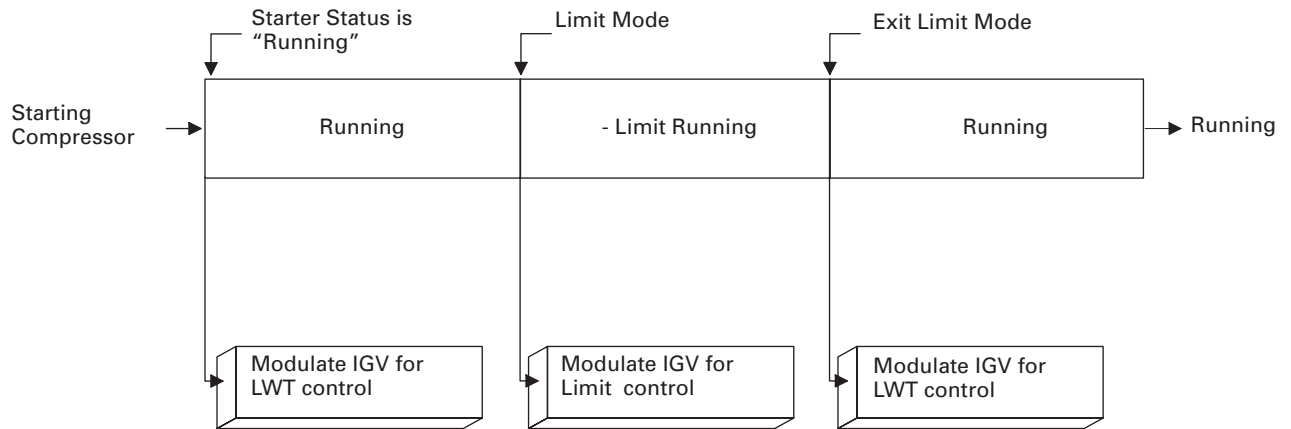 Starter Status is
“Running”
Limit Mode
Exit Limit Mode
Starting
Compressor
Running
- Limit Running
Running
Running
Modulate IGV for
LWT control
Modulate IGV for
Limit control
Modulate IGV for
LWT control